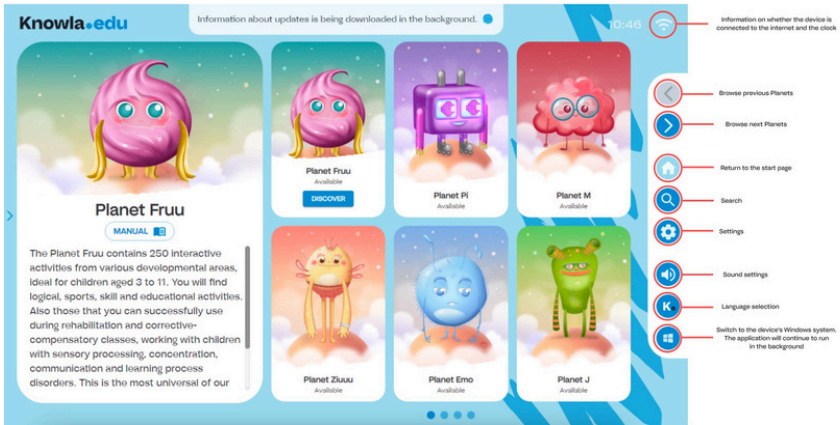 Knowla.edu
Information about updates is being downloaded in the background.
10:46
Information on whether the device is
connected to the internet and the clock
Planet Fruu
MANUAL
The Planet Fruu contains 250 interactive
activities from various developmental areas,
ideal for children aged 3 to 11. You will find
logical, sports, skill and educational activities.
Also those that you can successfully use
during rehabilitation and corrective-
compensatory classes, working with children
with sensory processing, concentration,
communication and learning process
disorders. This is the most universal of our
Planet Fruu
Available
DISCOVER
Planet Pi
Available
Planet M
Available
Planet Ziuuu
Available
Planet Emo
Available
Planet J
Available
Browse previous Planets
Browse next Planets
Return to the start page
Search
Settings
Sound settings
K
Language selection
Switch to the device's Windows system.
The application will continue to run
in the background